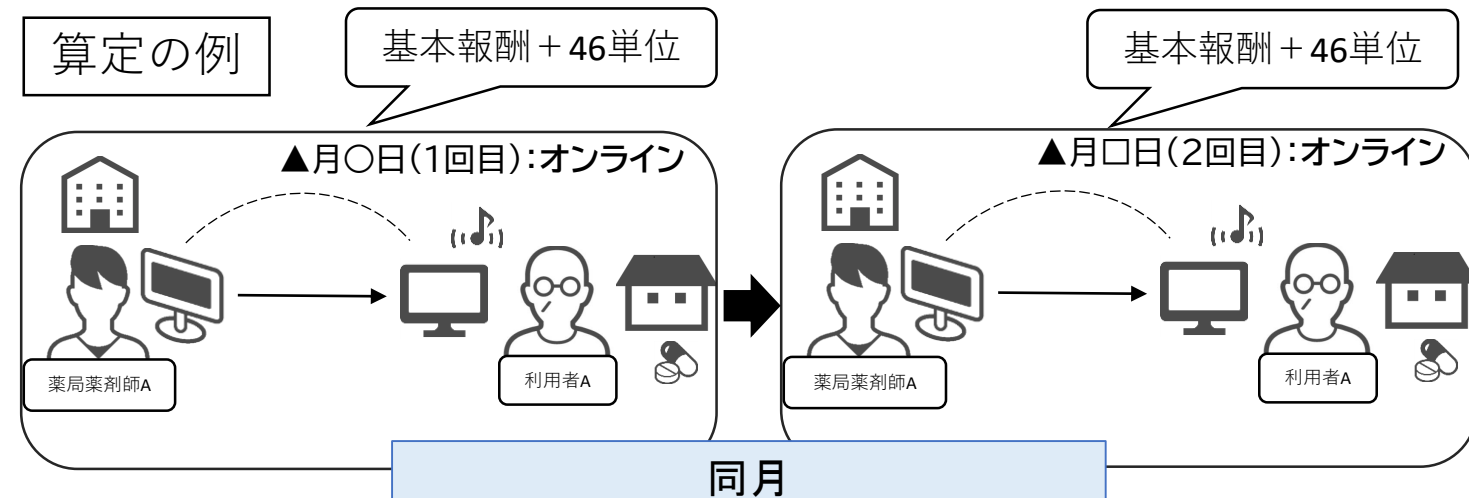 算定の例
基本報酬＋46単位
▲月〇日(1回目)：オンライン
薬局薬剤師A
利用者A
基本報酬＋46単位
▲月□日(2回目)：オンライン
薬局薬剤師A
利用者A
同月